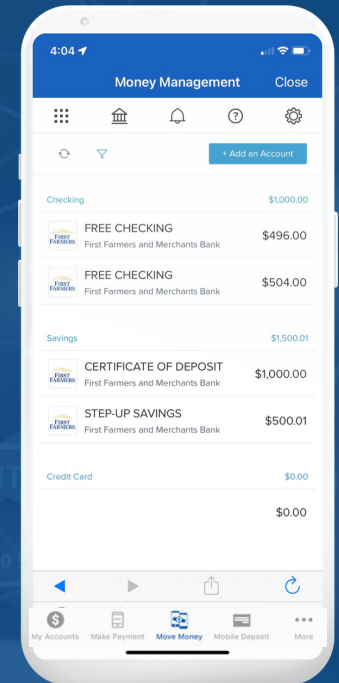 4:04
Money Management
Close
+ Add an Account
Checking $1,000.00
FIRST FARMERS
FREE CHECKING
First Farmers and Merchants Bank
$496.00
FIRST FARMERS
FREE CHECKING
First Farmers and Merchants Bank
$504.00
Savings $1,500.01
FIRST FARMERS
CERTIFICATE OF DEPOSIT
First Farmers and Merchants Bank
$1,000.00
FIRST FARMERS
STEP-UP SAVINGS
First Farmers and Merchants Bank
$500.01
Credit Card $0.00
$0.00
My Accounts Make Payment Move Money Mobile Deposit More